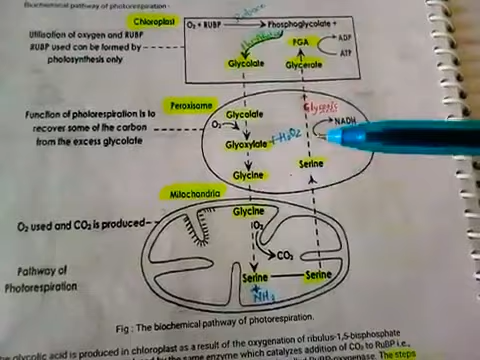 Biochemical pathway of photorespiration:
Chloroplast
Rubisco
O₂ + RUBP Phosphoglycolate +
Utilisation of oxygen and RUBP
RUBP used can be formed by
photosynthesis only
PGA
ADP
ATP
Glycolate Glycerate
Peroxisome
Function of photorespiration is to
recover some of the carbon
from the excess glycolate
Glycolate
O₂
Glyoxylate + H₂O₂
Glycine
NADH
Serine
Mitochondria
O₂ used and CO₂ is produced
Glycine
O₂
CO₂
Serine Serine
+
NH₃
Pathway of
Photorespiration
Fig : The biochemical pathway of photorespiration.
glycolic acid is produced in chloroplast as a result of the oxygenation of ribulose-1,5-bisphosphate
same enzyme which catalyzes addition of CO₂ to RuBP i.e.,
The steps